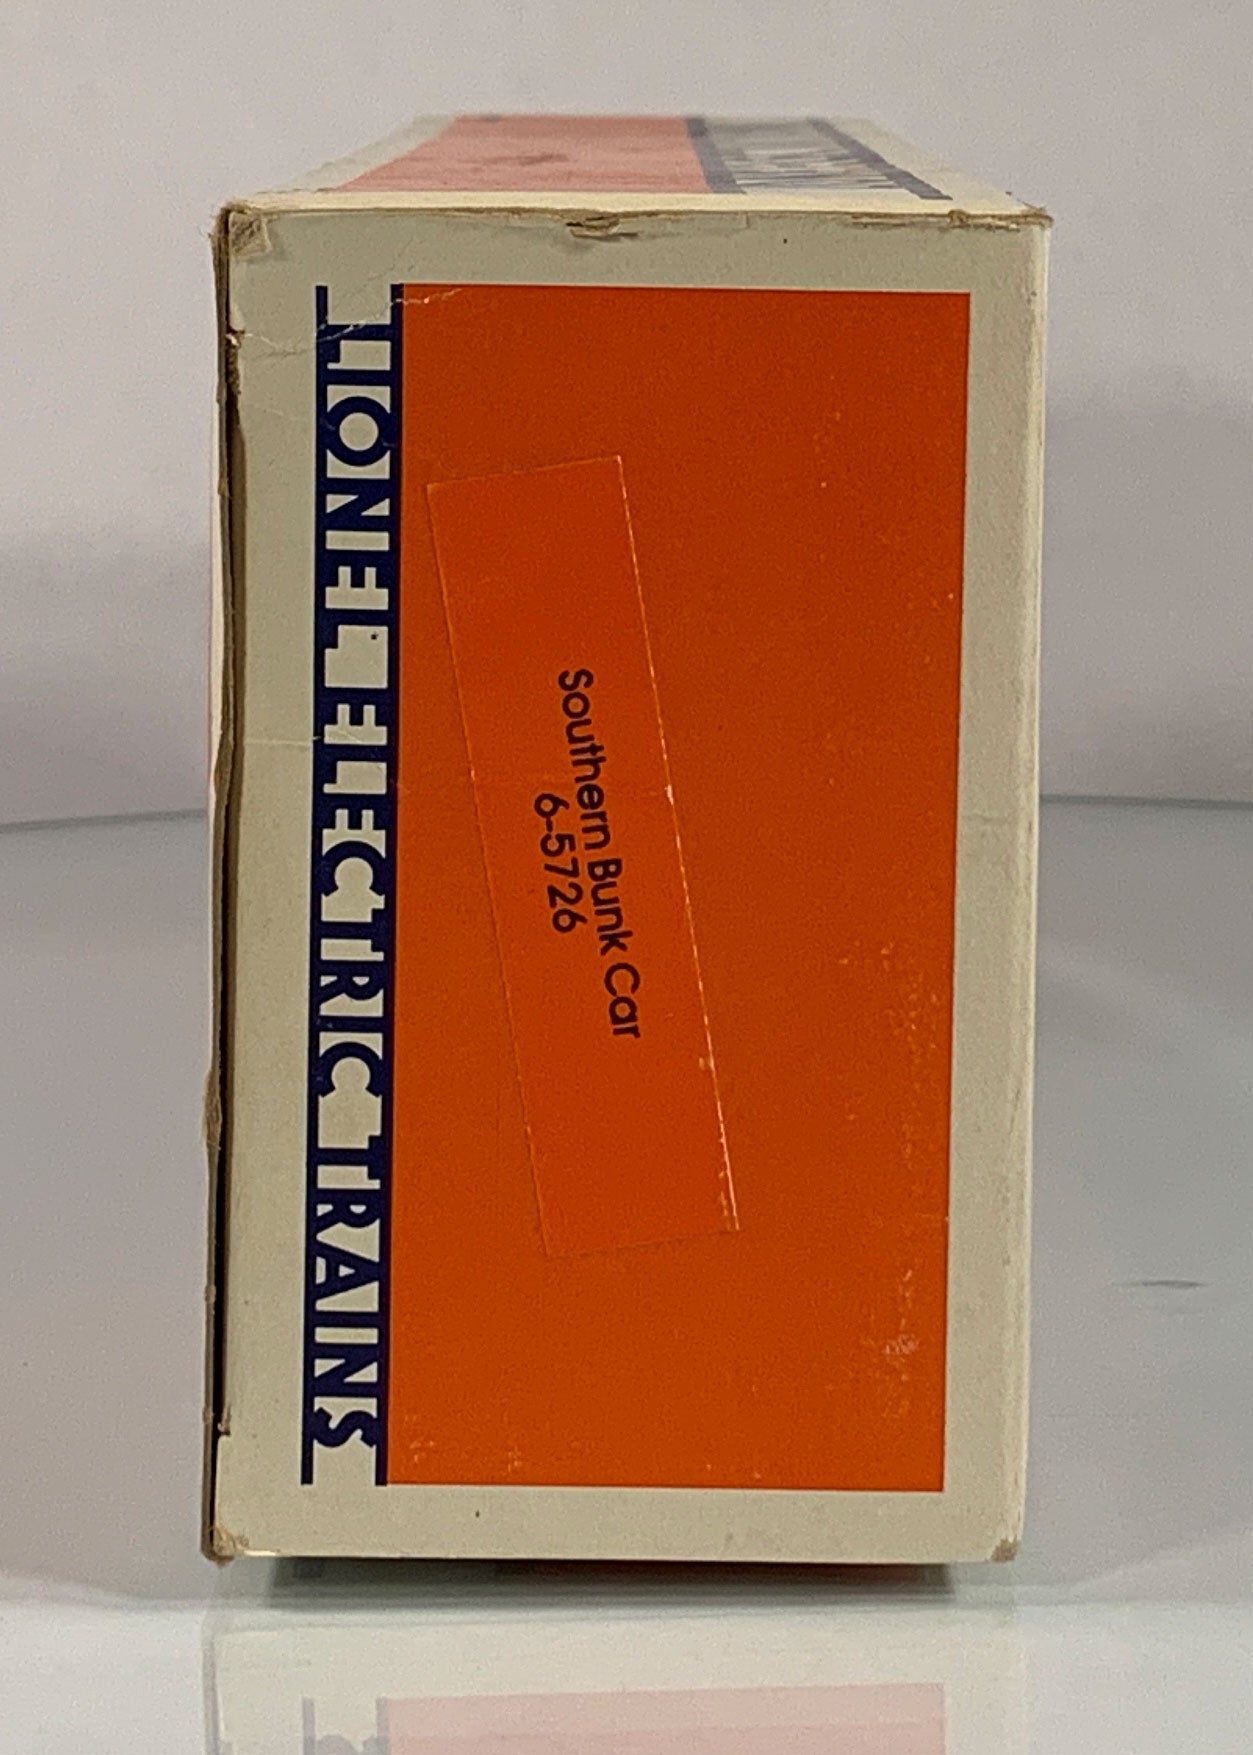 LIONEL ELECTRIC TRAINS
Southern Bunk Car
6-5726